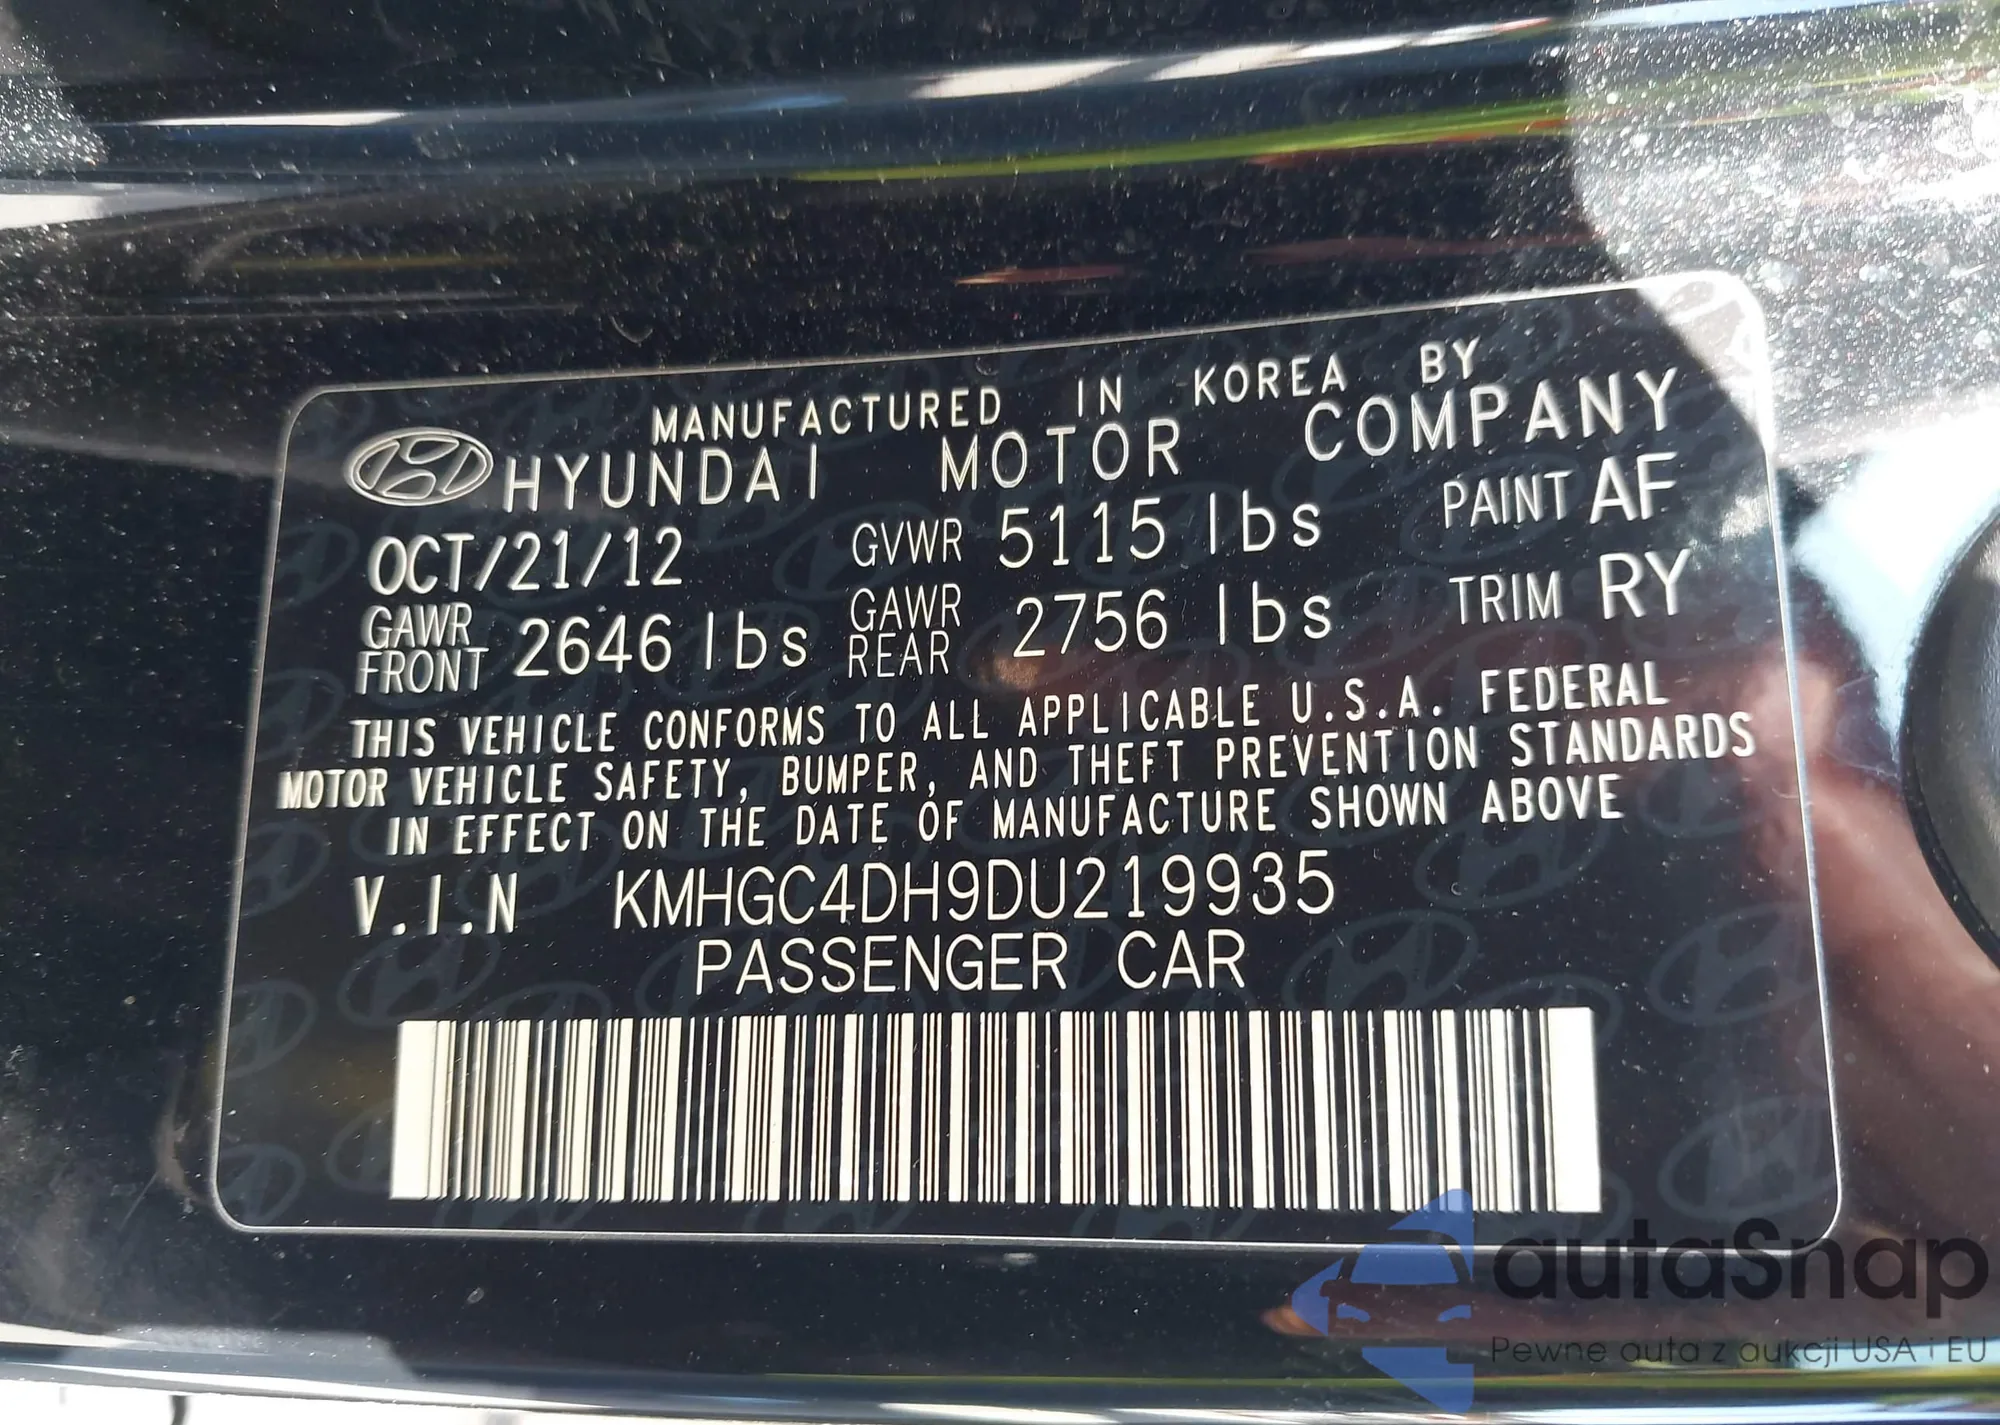 MANUFACTURED IN KOREA BY
HYUNDAI MOTOR COMPANY
OCT/21/12 GVWR 5115 lbs PAINT AF
GAWR FRONT 2646 lbs GAWR REAR 2756 lbs TRIM RY
THIS VEHICLE CONFORMS TO ALL APPLICABLE U.S.A. FEDERAL
MOTOR VEHICLE SAFETY, BUMPER, AND THEFT PREVENTION STANDARDS
IN EFFECT ON THE DATE OF MANUFACTURE SHOWN ABOVE
V.I.N KMHGC4DH9DU219935
PASSENGER CAR
autaSnap
Pewne auta z aukcji USA i EU